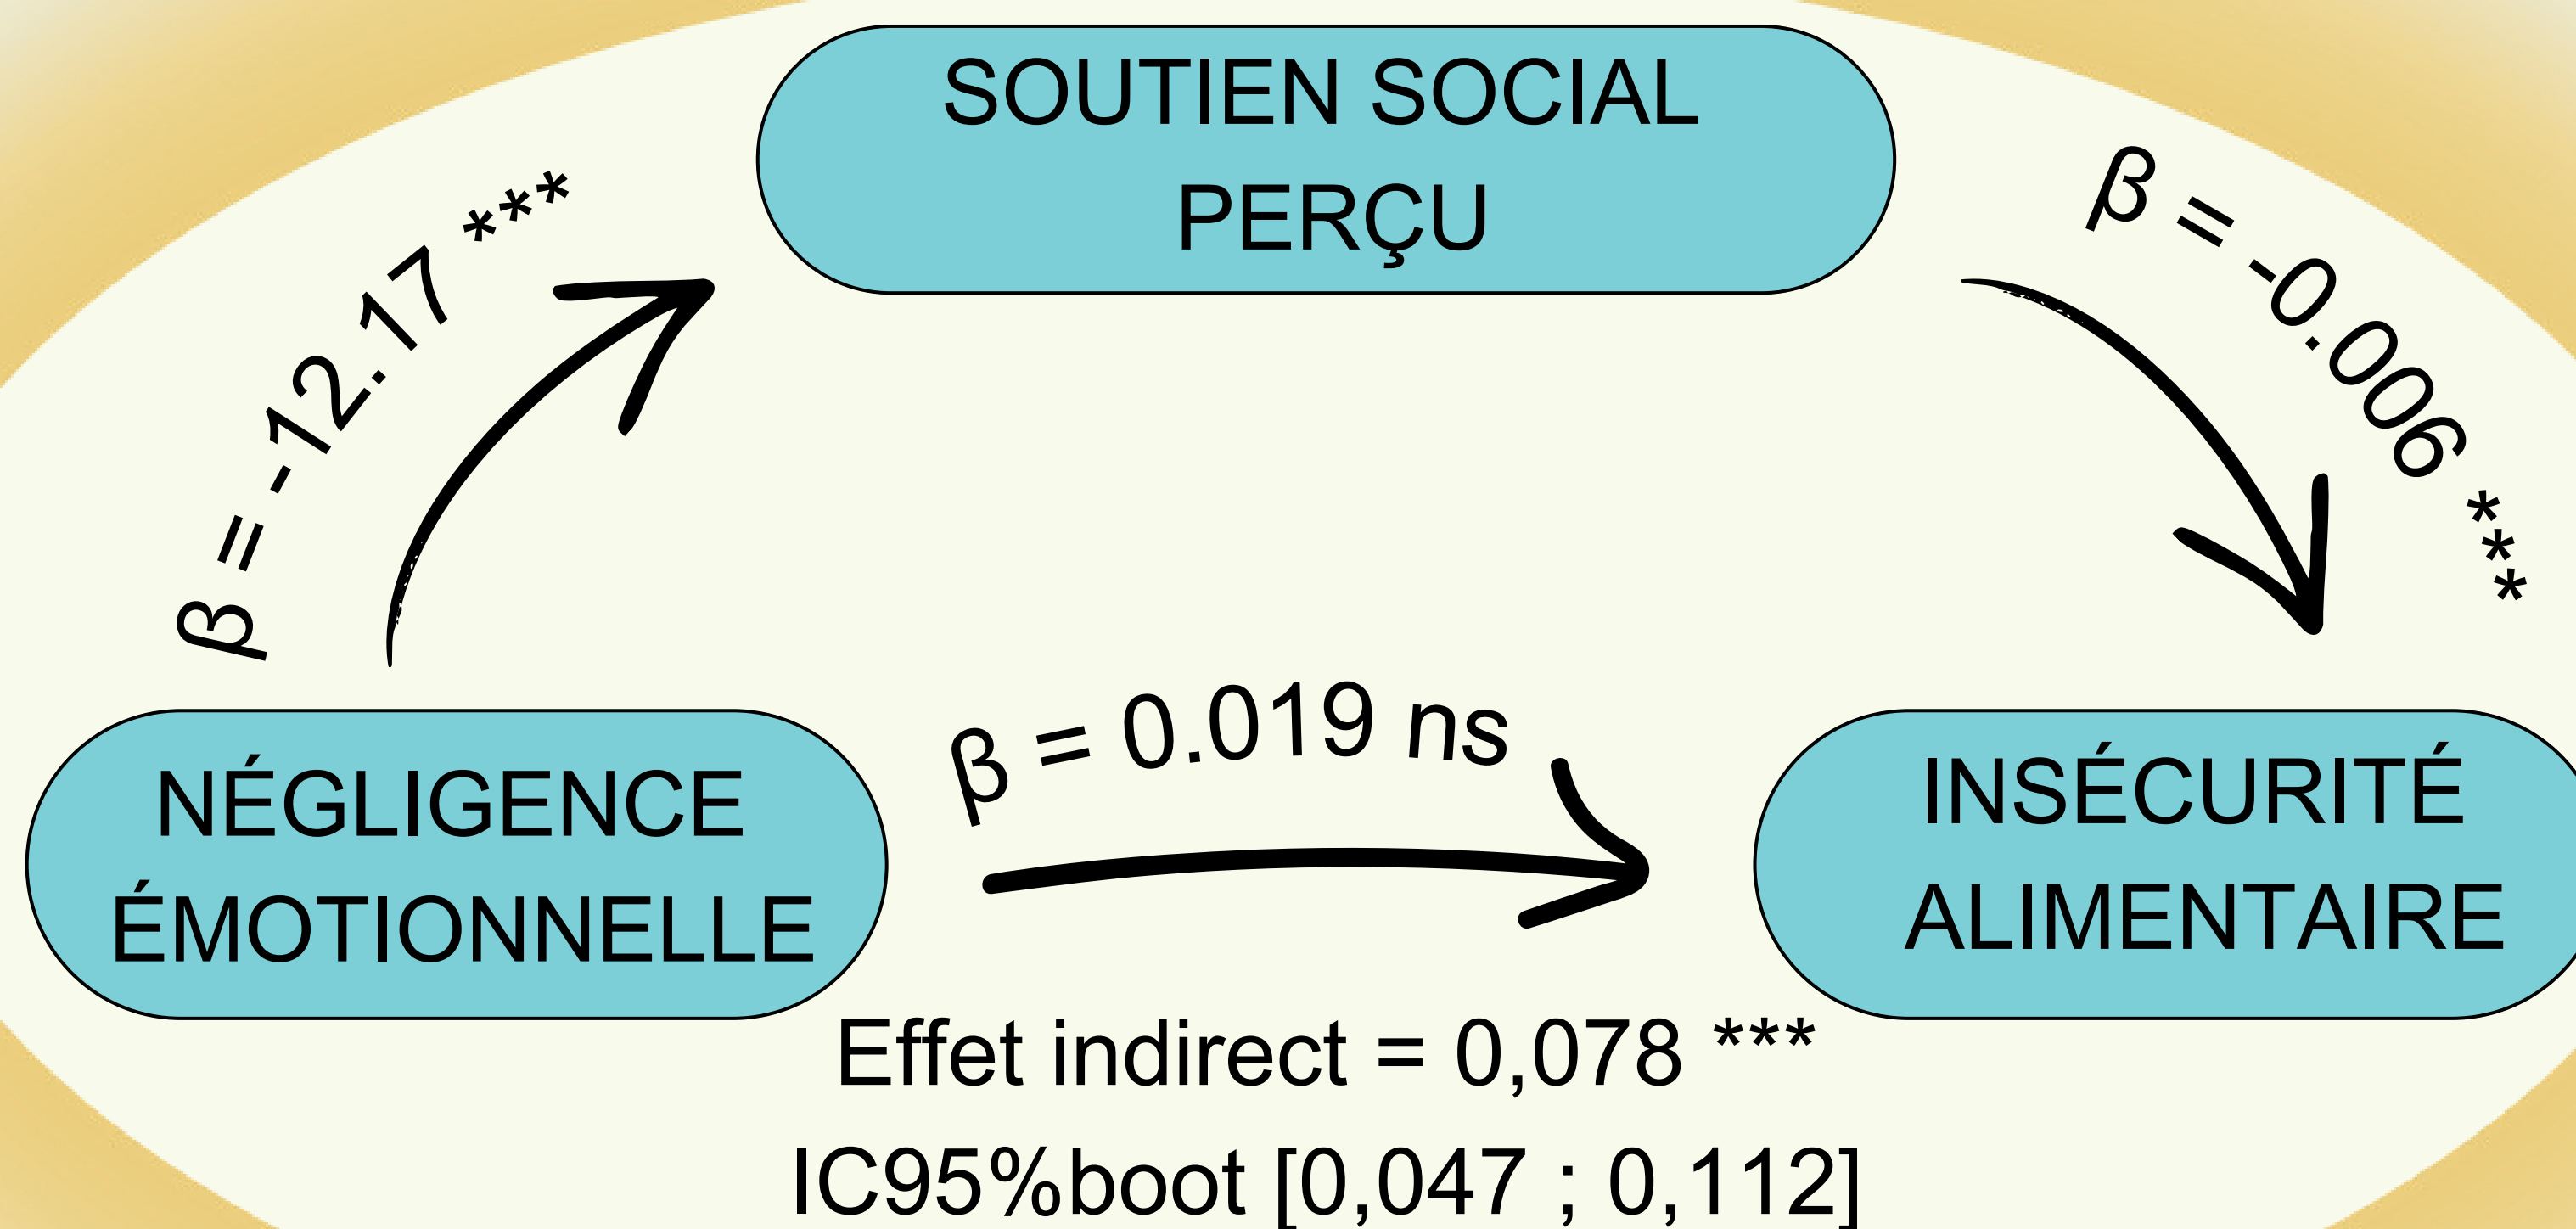 SOUTIEN SOCIAL
PERÇU
β = -12.17 ***
β = -0.006 ***
β = 0.019 ns
NÉGLIGENCE
ÉMOTIONNELLE
INSÉCURITÉ
ALIMENTAIRE
Effet indirect = 0,078 ***
IC95%boot [0,047 ; 0,112]